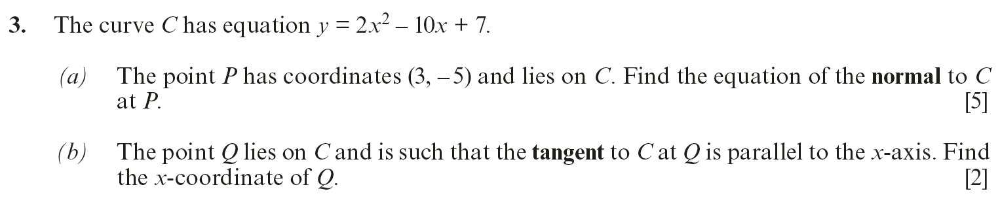 3. The curve C has equation y = 2x² – 10x + 7.
(a) The point P has coordinates (3, –5) and lies on C. Find the equation of the normal to C
at P. [5]
(b) The point Q lies on C and is such that the tangent to C at Q is parallel to the x-axis. Find
the x-coordinate of Q. [2]